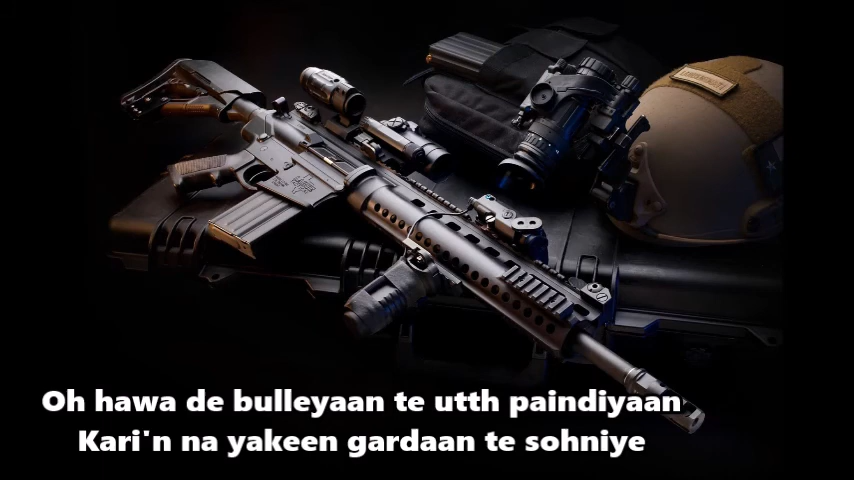 Oh hawa de bulleyaan te utth paindiyaan
Kari'n na yakeen gardaan te sohniye